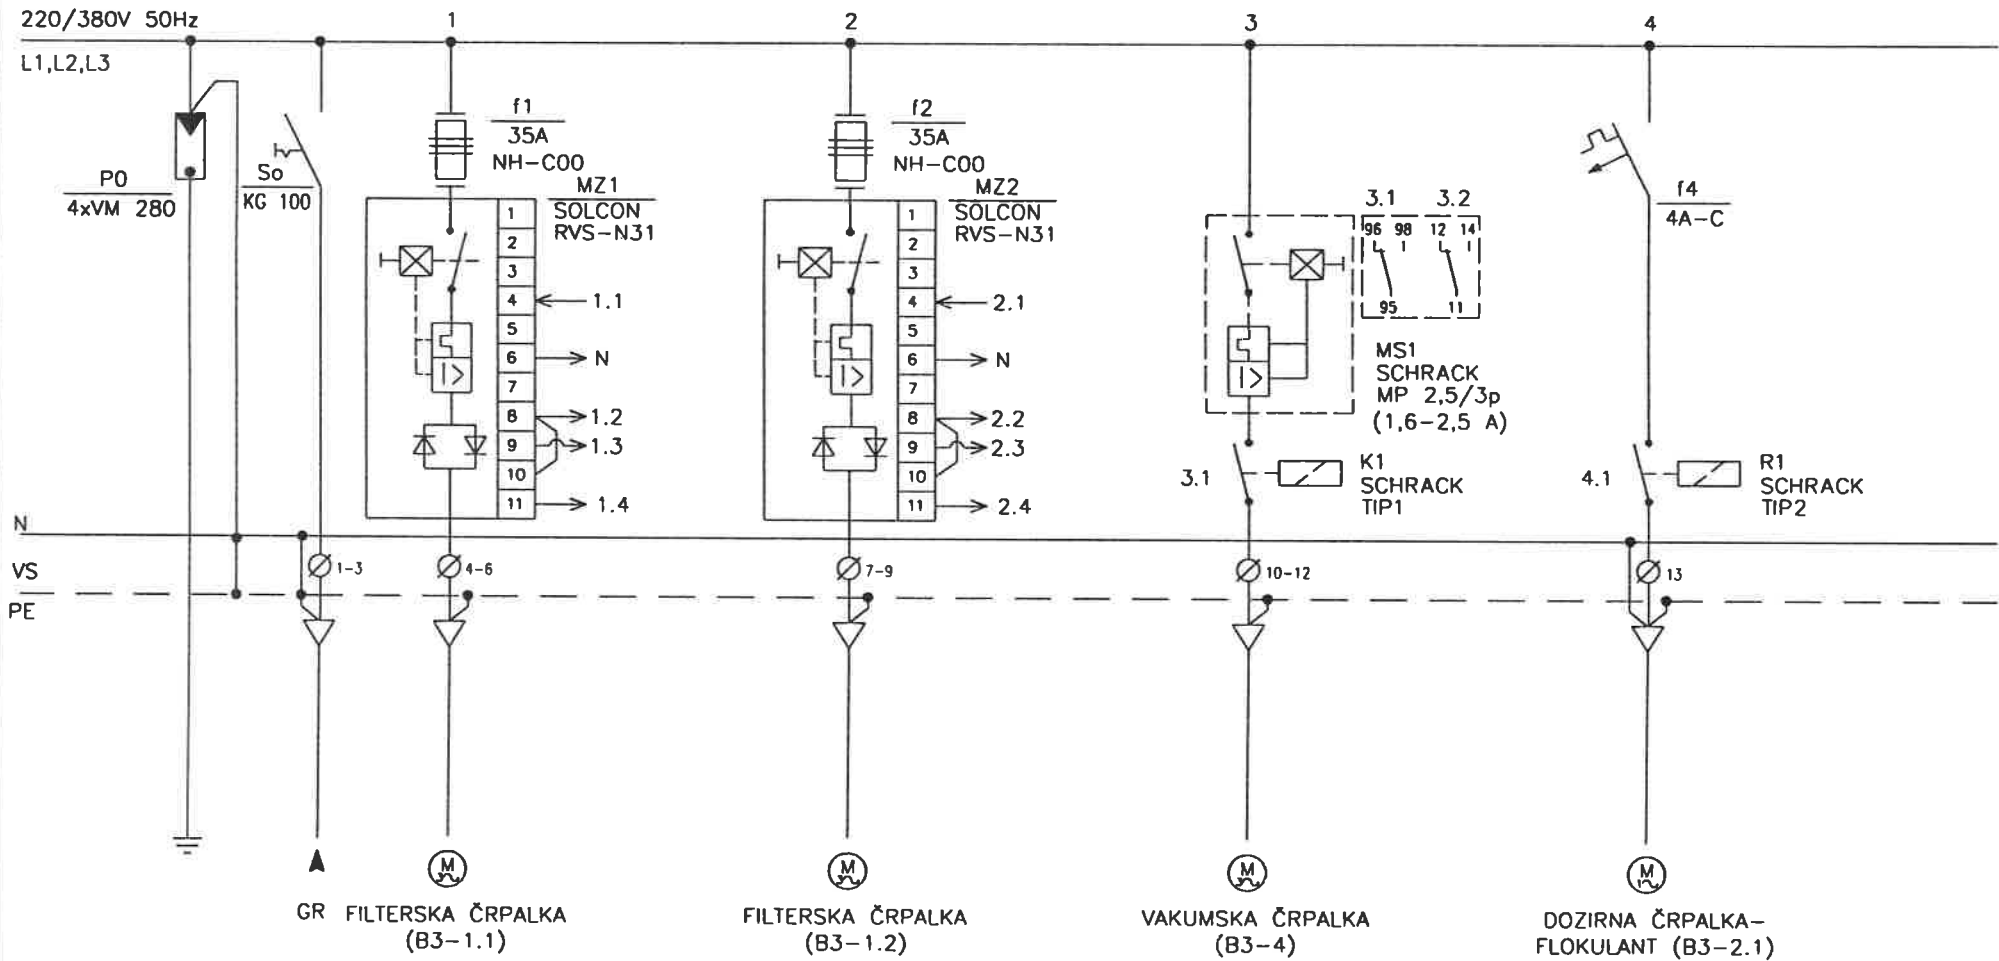 220/380V 50Hz
1
2
3
4
L1,L2,L3
f1
35A
NH-C00
f2
35A
NH-C00
P0
4xVM 280
So
KG 100
MZ1
SOLCON
RVS-N31
MZ2
SOLCON
RVS-N31
f4
4A-C
3.1 3.2
96 98 12 14
95 11
1
2
3
4
5
6
7
8
9
10
11
1.1
N
1.2
1.3
1.4
1
2
3
4
5
6
7
8
9
10
11
2.1
N
2.2
2.3
2.4
I>
I>
I>
MS1
SCHRACK
MP 2,5/3p
(1,6-2,5 A)
3.1
K1
SCHRACK
TIP1
4.1
R1
SCHRACK
TIP2
N
VS
PE
1-3
4-6
7-9
10-12
13
M
M
M
M
GR
FILTERSKA ČRPALKA
(B3-1.1)
FILTERSKA ČRPALKA
(B3-1.2)
VAKUMSKA ČRPALKA
(B3-4)
DOZIRNA ČRPALKA-
FLOKULANT (B3-2.1)